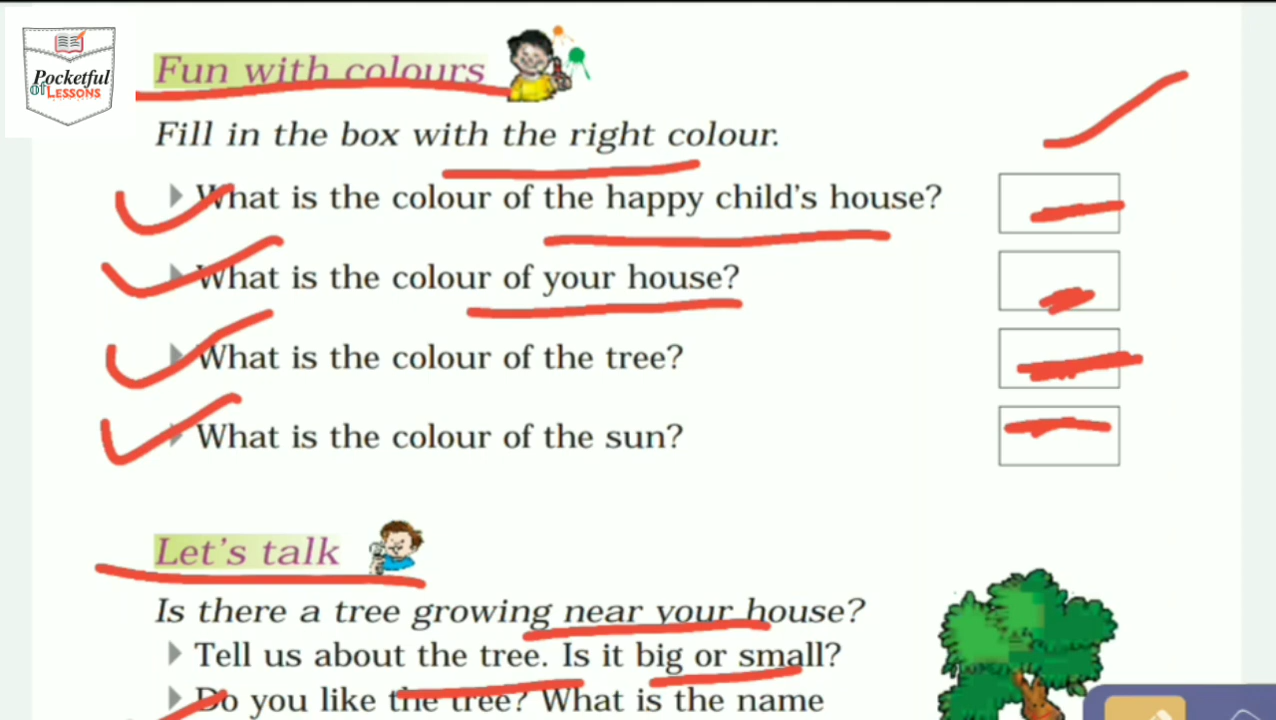 Pocketful
of LESSONS
Fun with colours
Fill in the box with the right colour.
What is the colour of the happy child's house?
What is the colour of your house?
What is the colour of the tree?
What is the colour of the sun?
Let's talk
Is there a tree growing near your house?
Tell us about the tree. Is it big or small?
Do you like the tree? What is the name